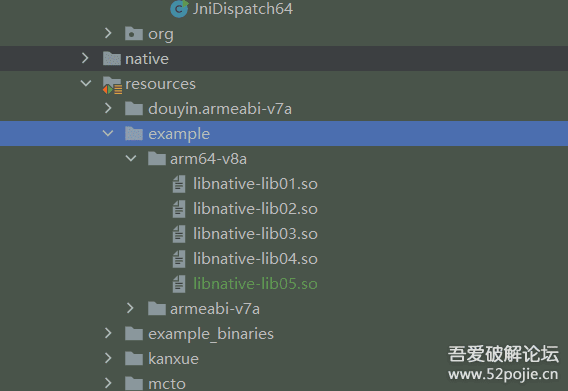 JniDispatch64
org
native
resources
douyin.armeabi-v7a
example
arm64-v8a
libnative-lib01.so
libnative-lib02.so
libnative-lib03.so
libnative-lib04.so
libnative-lib05.so
armeabi-v7a
example_binaries
kanxue
mcto
吾爱破解论坛
www.52pojie.cn